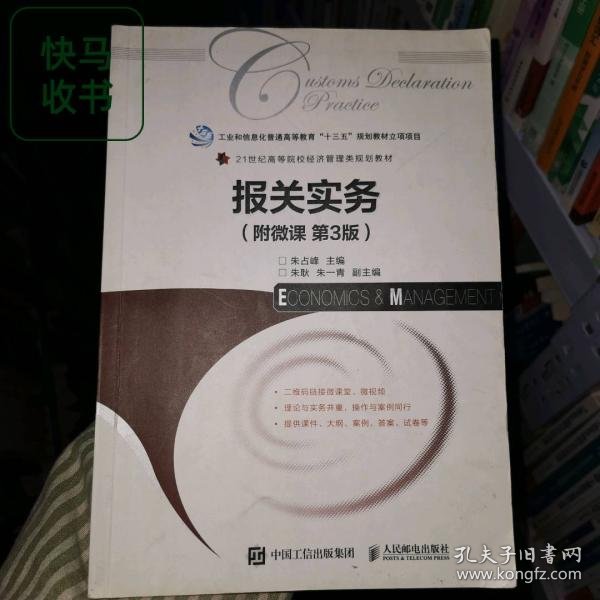 快马
收书
Customs Declaration
Practice
工业和信息化普通高等教育“十三五”规划教材立项项目
21世纪高等院校经济管理类规划教材
报关实务
（附微课 第3版）
□ 朱占峰 主编
□ 朱耿 朱一青 副主编
ECONOMICS & MANAGEMENT
· 二维码链接微课堂、微视频
· 理论与实务并重，操作与案例同行
· 提供课件、大纲、案例、答案、试卷等
中国工信出版集团
人民邮电出版社
POSTS & TELECOM PRESS
孔夫子旧书网
www.kongfz.com